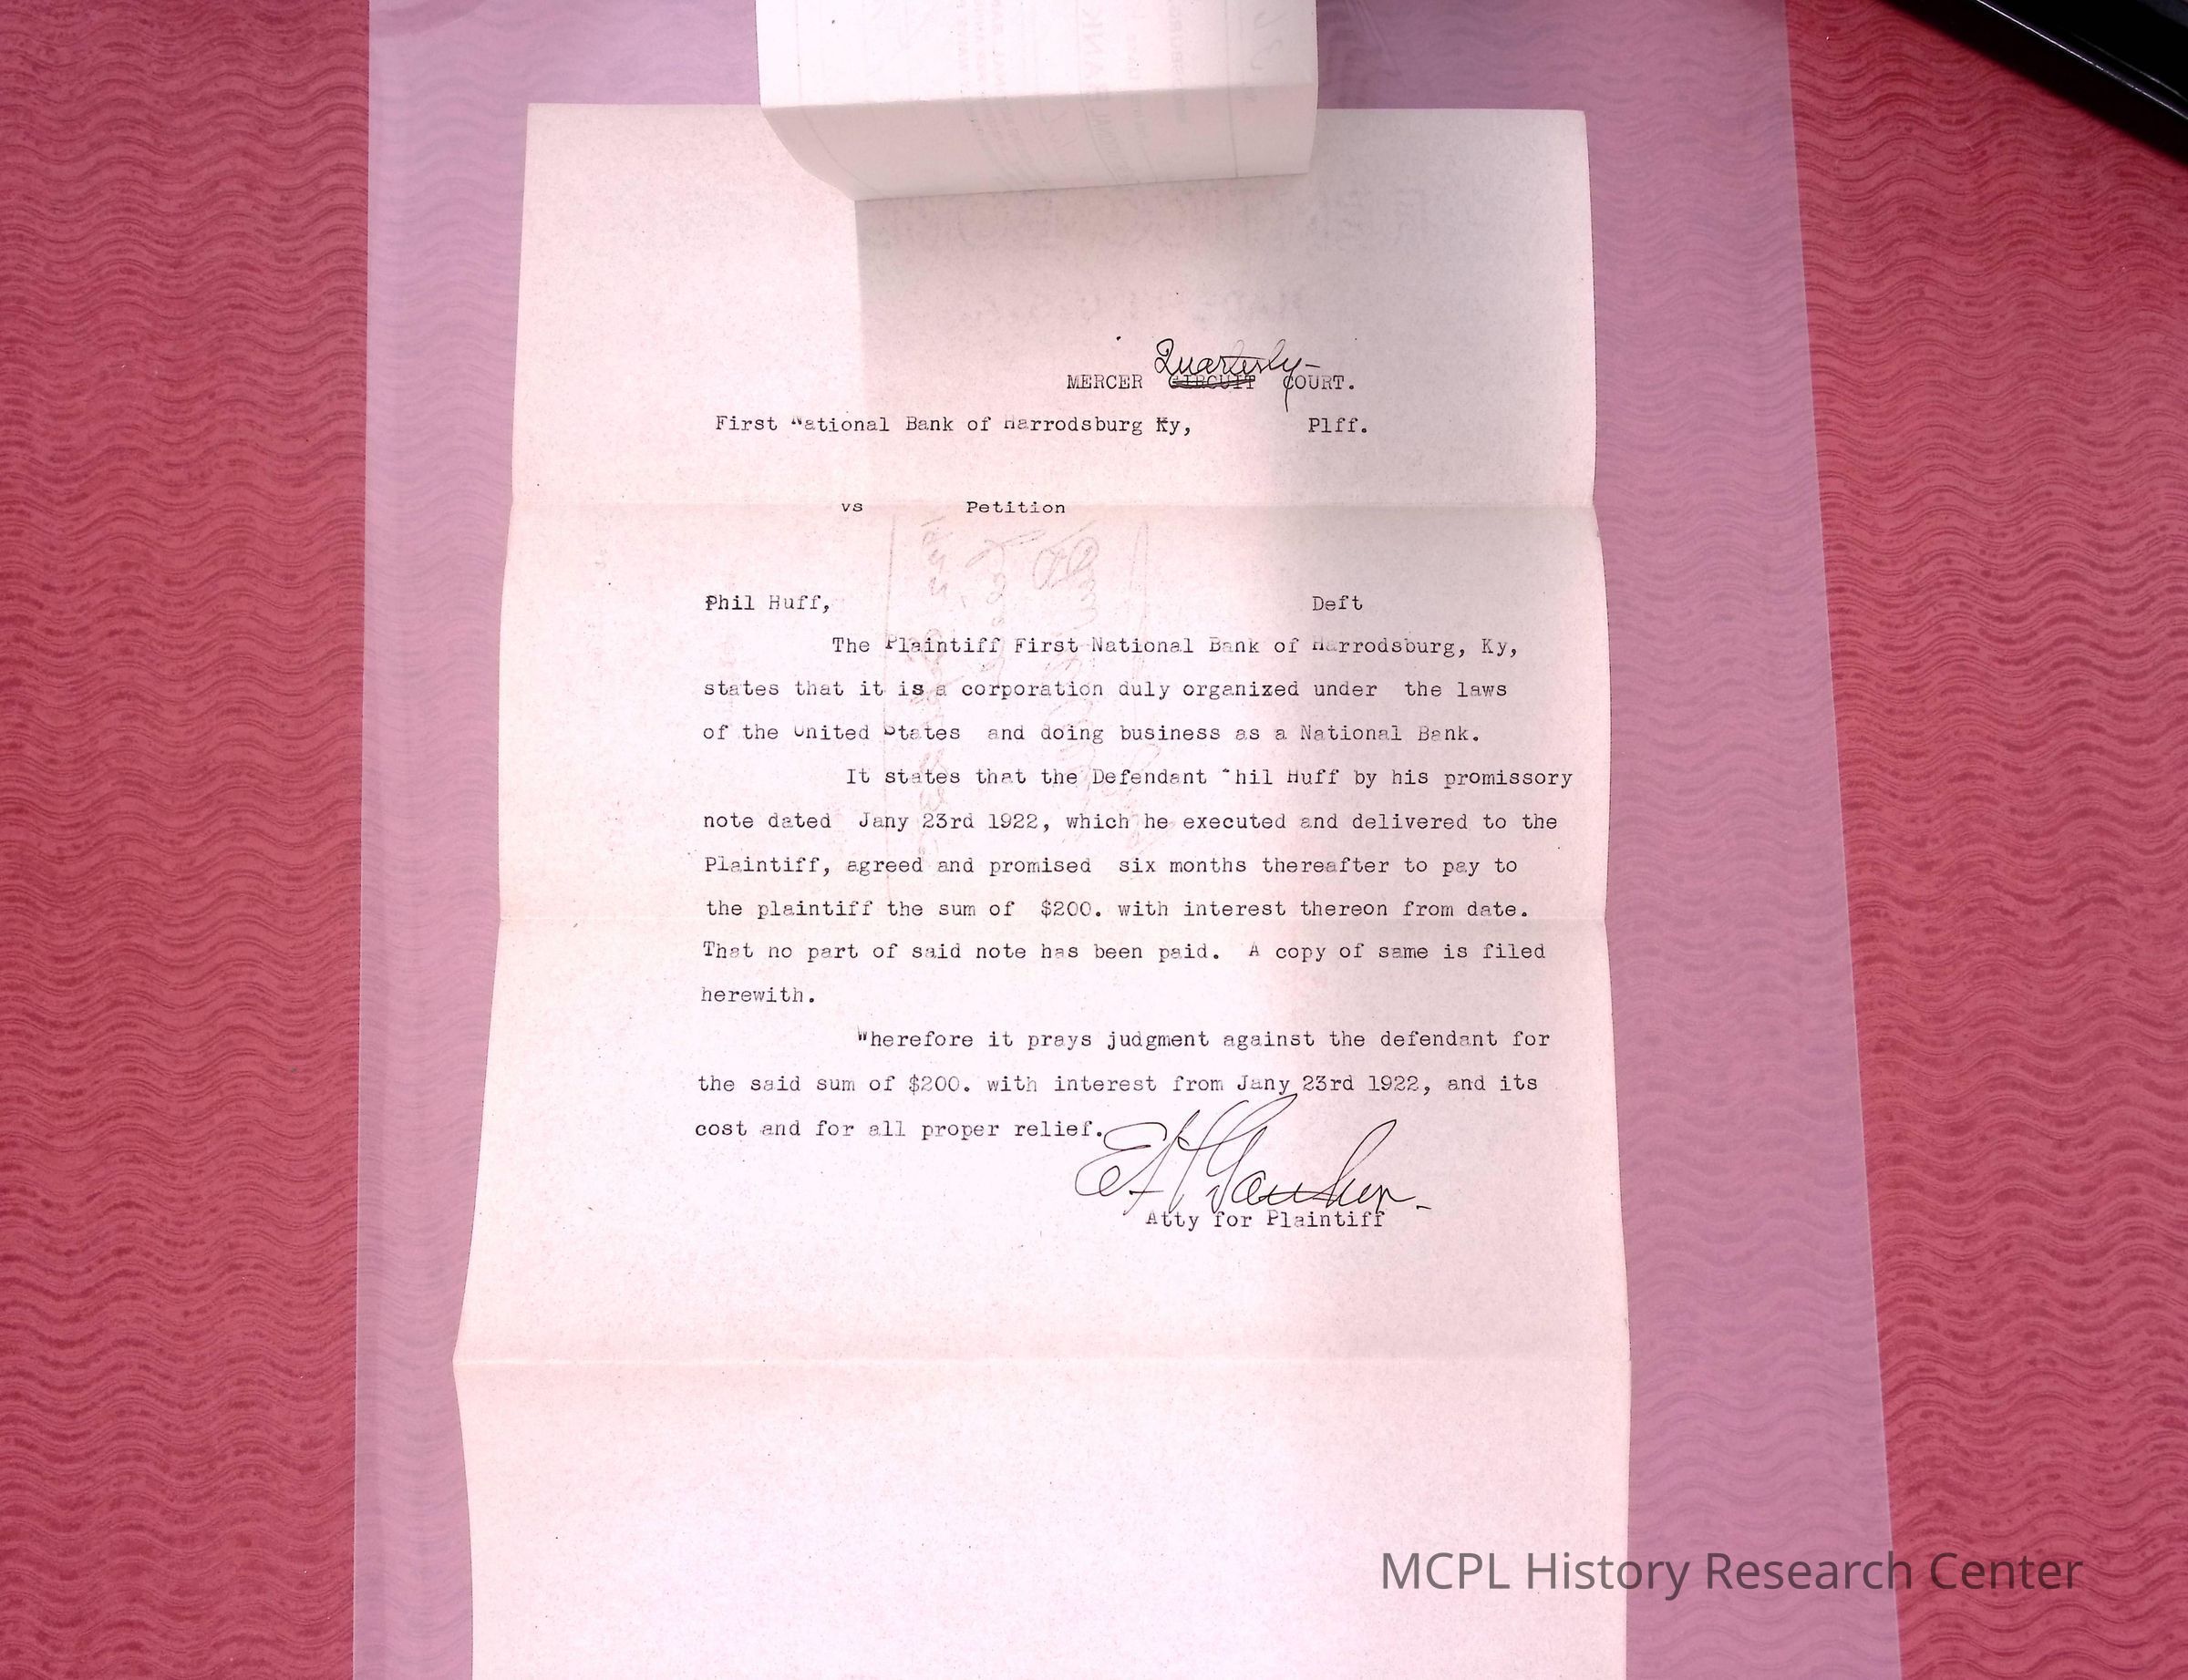 Quarterly-
MERCER CIRCUIT COURT.
First National Bank of Harrodsburg Ky, Plff.
vs Petition
Phil Huff, Deft
The Plaintiff First National Bank of Harrodsburg, Ky,
states that it is a corporation duly organized under the laws
of the United States and doing business as a National Bank.
It states that the Defendant Phil Huff by his promissory
note dated Jany 23rd 1922, which he executed and delivered to the
Plaintiff, agreed and promised six months thereafter to pay to
the plaintiff the sum of $200. with interest thereon from date.
That no part of said note has been paid. A copy of same is filed
herewith.
Wherefore it prays judgment against the defendant for
the said sum of $200. with interest from Jany 23rd 1922, and its
cost and for all proper relief.
Atty for Plaintiff
MCPL History Research Center